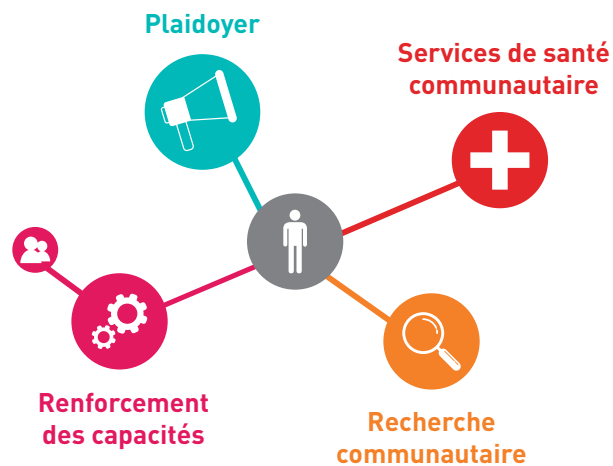 Plaidoyer
Services de santé
communautaire
Renforcement
des capacités
Recherche
communautaire